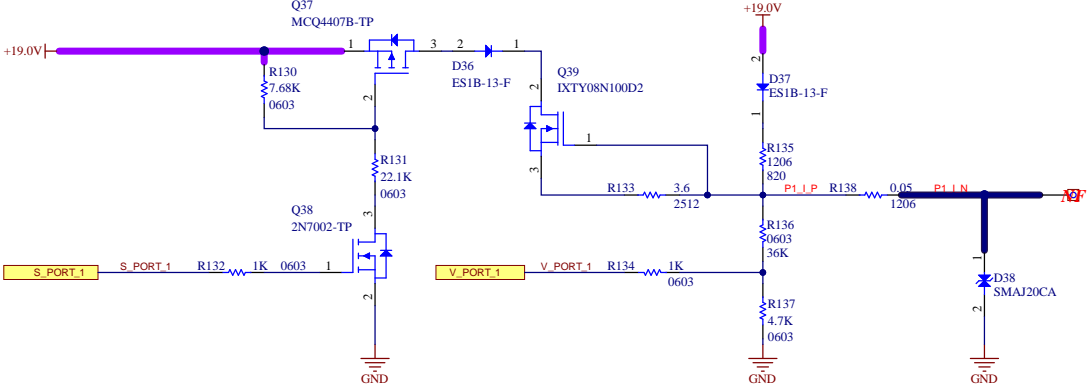 Q37
MCQ4407B-TP
+19.0V
+19.0V
1
3
2
1
D36
ES1B-13-F
R130
7.68K
0603
2
Q39
IXTY08N100D2
2
1
3
2
D37
ES1B-13-F
1
R131
22.1K
0603
R135
1206
820
R133
3.6
2512
P1_I_P
R138
0.05
1206
P1_I_N
Q38
2N7002-TP
3
R136
0603
36K
S_PORT_1
S_PORT_1
R132
1K
0603
1
2
V_PORT_1
V_PORT_1
R134
1K
0603
R137
4.7K
0603
1
D38
SMAJ20CA
2
GND
GND
GND